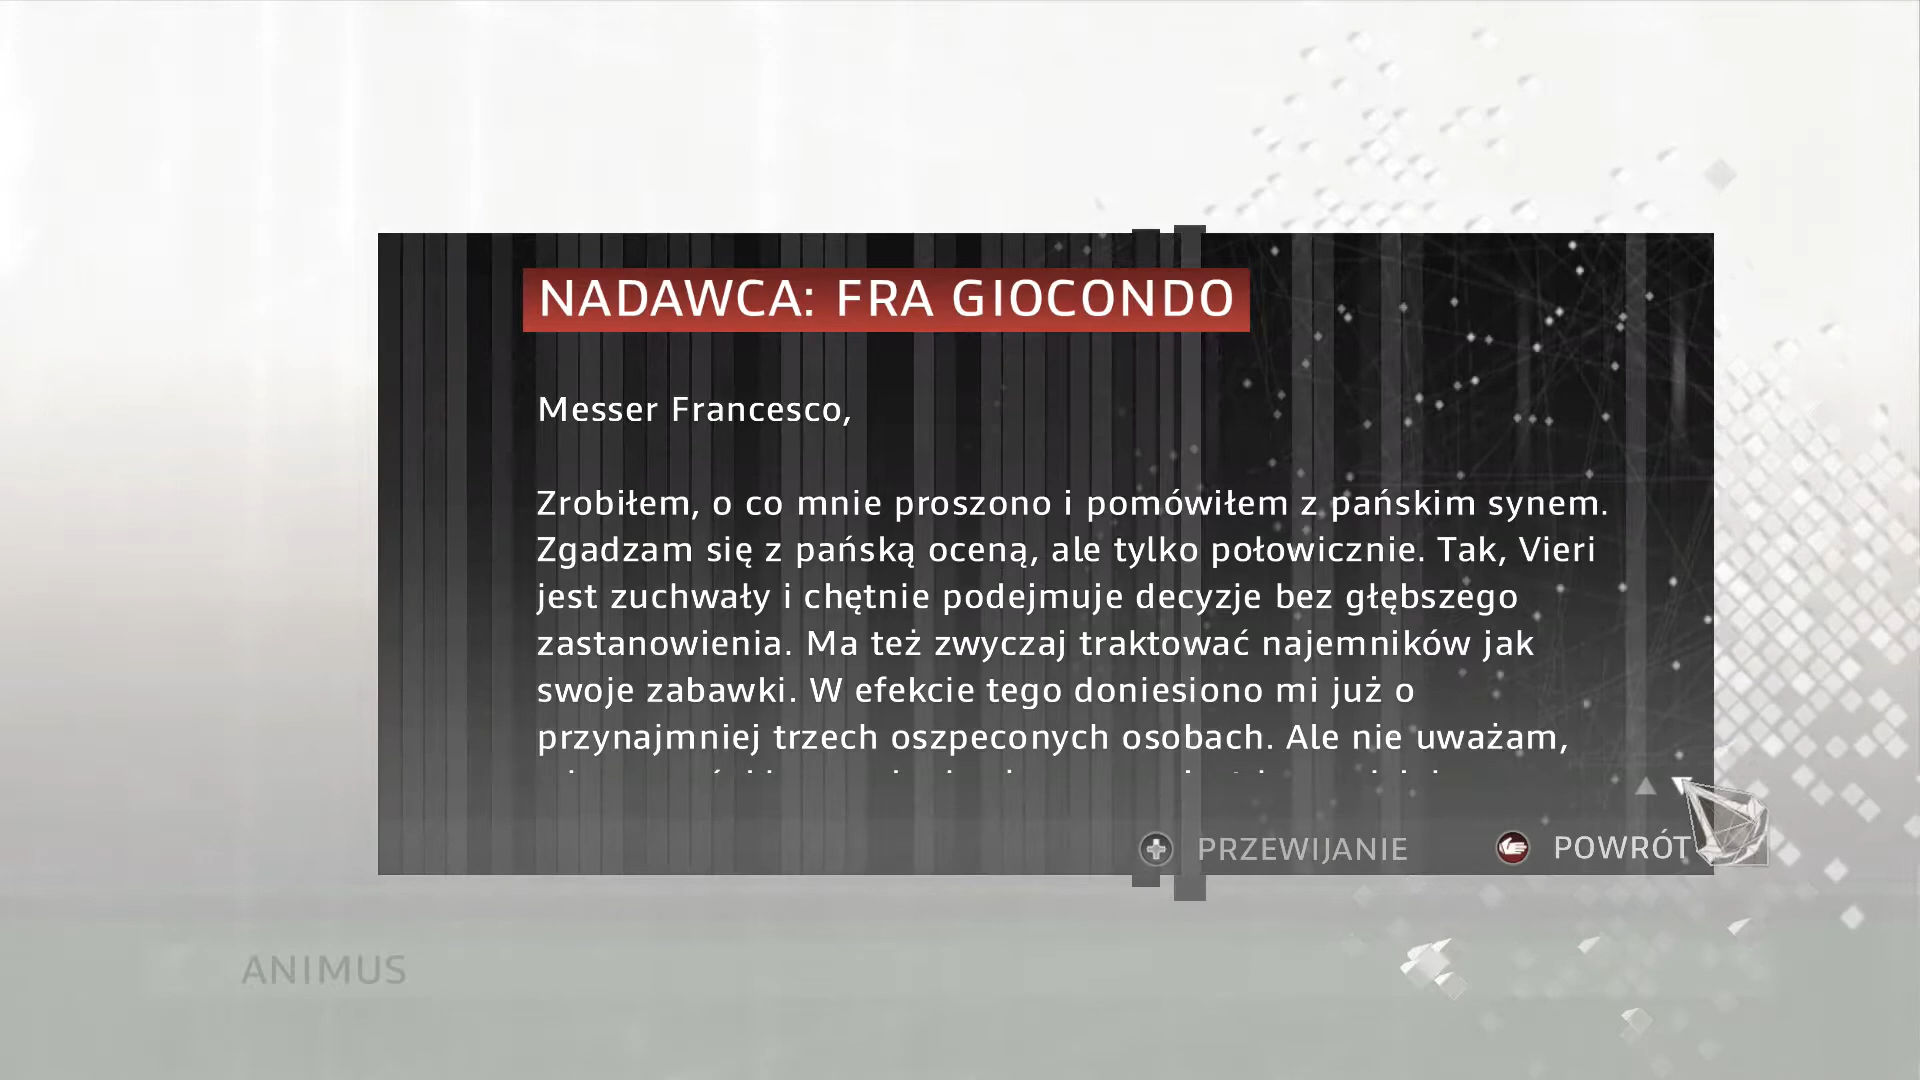 NADAWCA: FRA GIOCONDO
Messer Francesco,
Zrobiłem, o co mnie proszono i pomówiłem z pańskim synem.
Zgadzam się z pańską oceną, ale tylko połowicznie. Tak, Vieri
jest zuchwały i chętnie podejmuje decyzje bez głębszego
zastanowienia. Ma też zwyczaj traktować najemników jak
swoje zabawki. W efekcie tego doniesiono mi już o
przynajmniej trzech oszpeconych osobach. Ale nie uważam,
PRZEWIJANIE
POWRÓT
ANIMUS